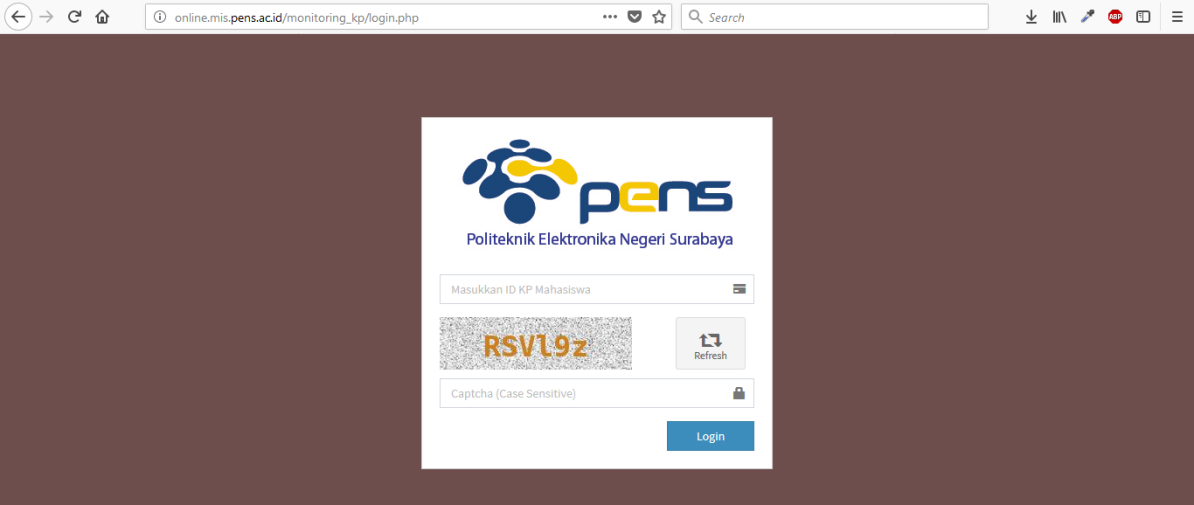 online.mis.pens.ac.id/monitoring_kp/login.php
Search
ABP
pens
Politeknik Elektronika Negeri Surabaya
Masukkan ID KP Mahasiswa
RSVl9z
Refresh
Captcha (Case Sensitive)
Login